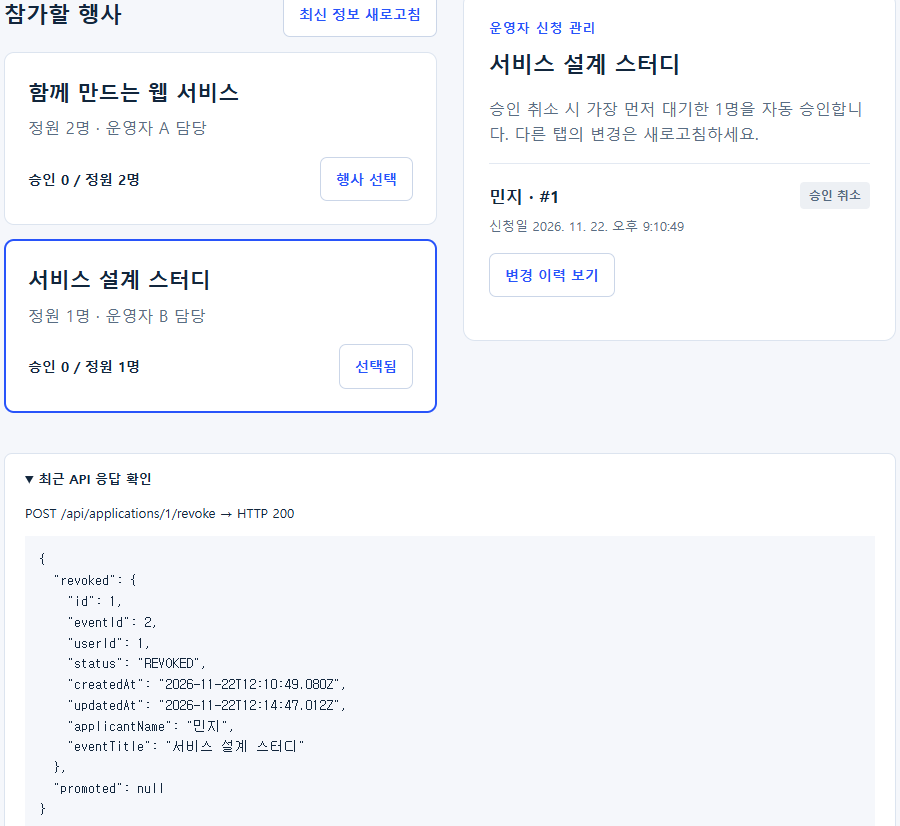 참가할 행사
최신 정보 새로고침
함께 만드는 웹 서비스
정원 2명 · 운영자 A 담당
승인 0 / 정원 2명
행사 선택
서비스 설계 스터디
정원 1명 · 운영자 B 담당
승인 0 / 정원 1명
선택됨
운영자 신청 관리
서비스 설계 스터디
승인 취소 시 가장 먼저 대기한 1명을 자동 승인합니
다. 다른 탭의 변경은 새로고침하세요.
민지 · #1
승인 취소
신청일 2026. 11. 22. 오후 9:10:49
변경 이력 보기
▼ 최근 API 응답 확인
POST /api/applications/1/revoke → HTTP 200
{
  "revoked": {
    "id": 1,
    "eventId": 2,
    "userId": 1,
    "status": "REVOKED",
    "createdAt": "2026-11-22T12:10:49.080Z",
    "updatedAt": "2026-11-22T12:14:47.012Z",
    "applicantName": "민지",
    "eventTitle": "서비스 설계 스터디"
  },
  "promoted": null
}